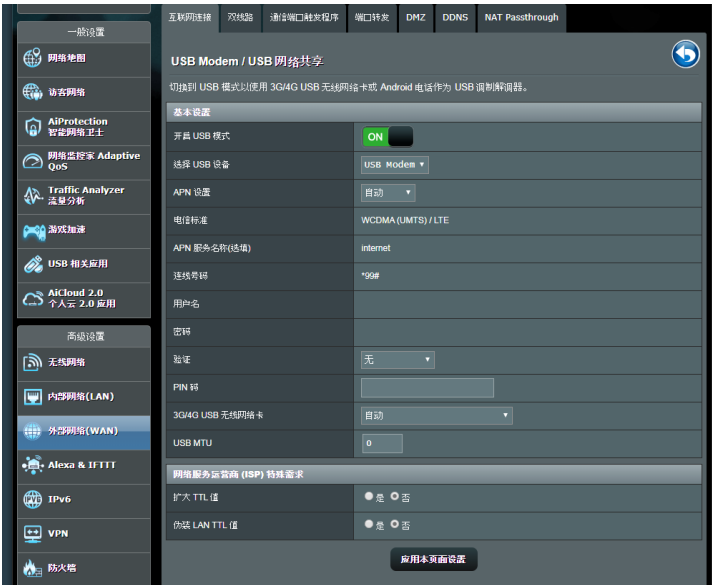 互联网连接 双线路 通信端口触发程序 端口转发 DMZ DDNS NAT Passthrough
一般设置
网络地图
访客网络
AiProtection
智能网络卫士
网络监控家 Adaptive
QoS
Traffic Analyzer
流量分析
游戏加速
USB 相关应用
AiCloud 2.0
个人云 2.0 应用
高级设置
无线网络
内部网络(LAN)
外部网络(WAN)
Alexa & IFTTT
IPv6
VPN
防火墙
USB Modem / USB 网络共享
切换到 USB 模式以使用 3G/4G USB 无线网络卡或 Android 电话作为 USB 调制解调器。
基本设置
开启 USB 模式 ON
选择 USB 设备 USB Modem
APN 设置 自动
电信标准 WCDMA (UMTS) / LTE
APN 服务名称(选填) internet
连线号码 *99#
用户名
密码
验证 无
PIN 码
3G/4G USB 无线网络卡 自动
USB MTU 0
网络服务运营商 (ISP) 特殊需求
扩大 TTL 值 是 否
伪装 LAN TTL 值 是 否
应用本页面设置